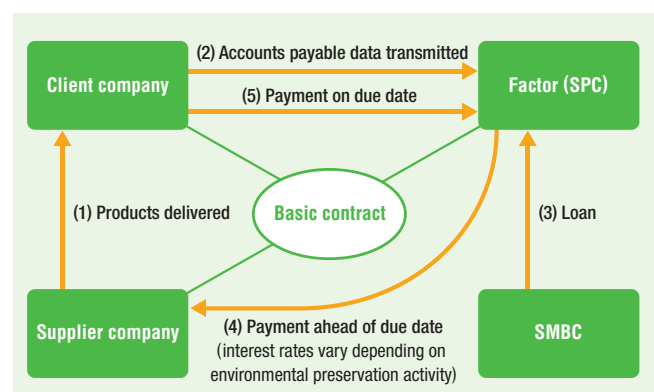 (2) Accounts payable data transmitted
Client company
Factor (SPC)
(5) Payment on due date
(1) Products delivered
Basic contract
(3) Loan
Supplier company
(4) Payment ahead of due date
(interest rates vary depending on
environmental preservation activity)
SMBC